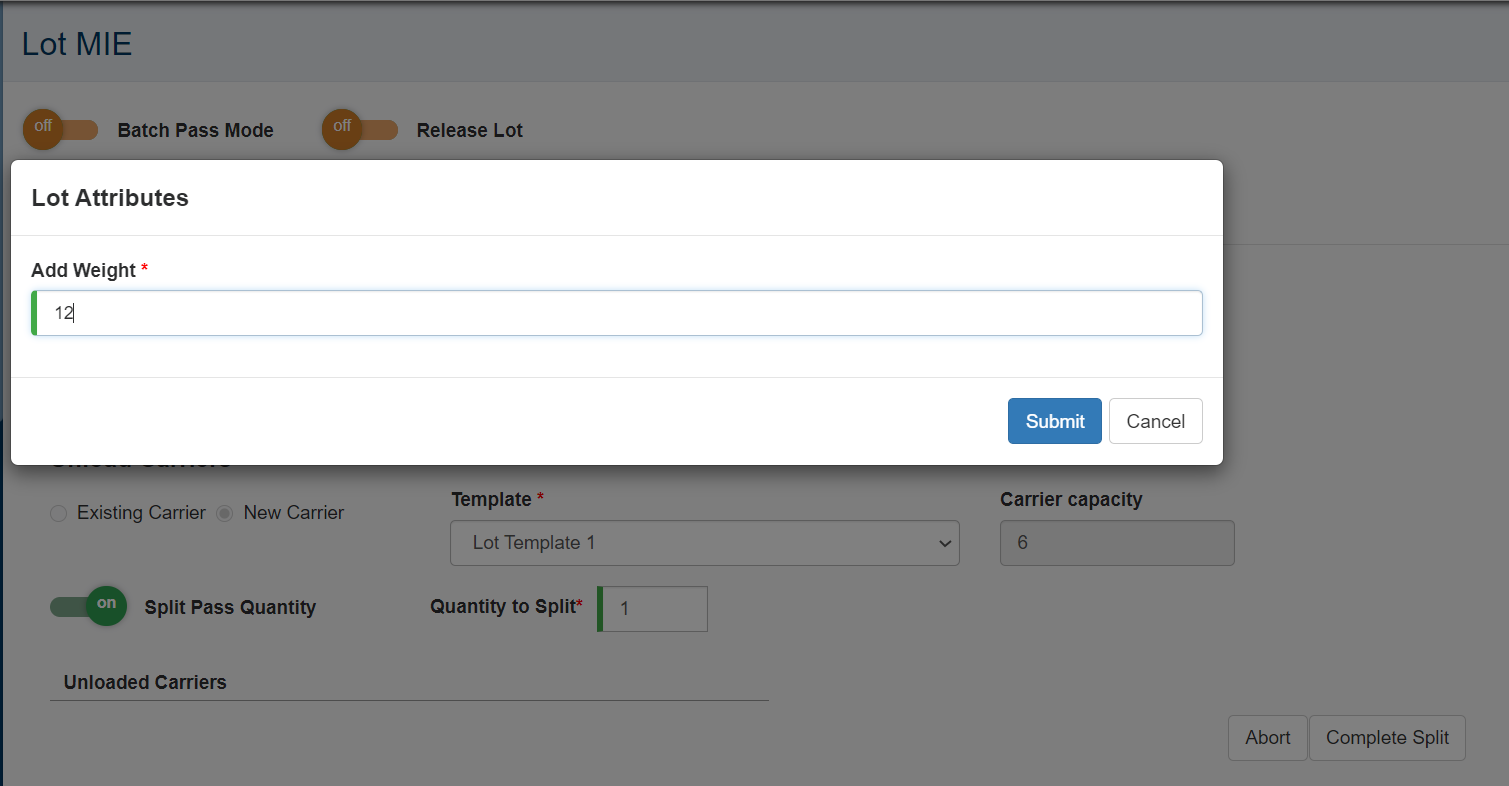 Lot MIE
off Batch Pass Mode off Release Lot
Lot Attributes
Add Weight *
12
Submit Cancel
Existing Carrier New Carrier
Template *
Lot Template 1
Carrier capacity
6
on Split Pass Quantity
Quantity to Split*
1
Unloaded Carriers
Abort Complete Split